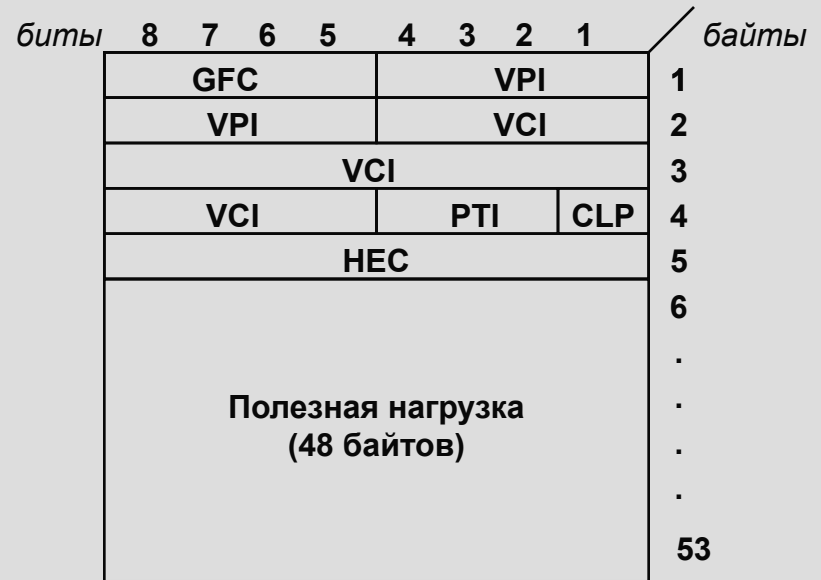 биты 8 7 6 5 4 3 2 1 байты
GFC VPI 1
VPI VCI 2
VCI 3
VCI PTI CLP 4
HEC 5
6
.
Полезная нагрузка .
(48 байтов) .
.
53